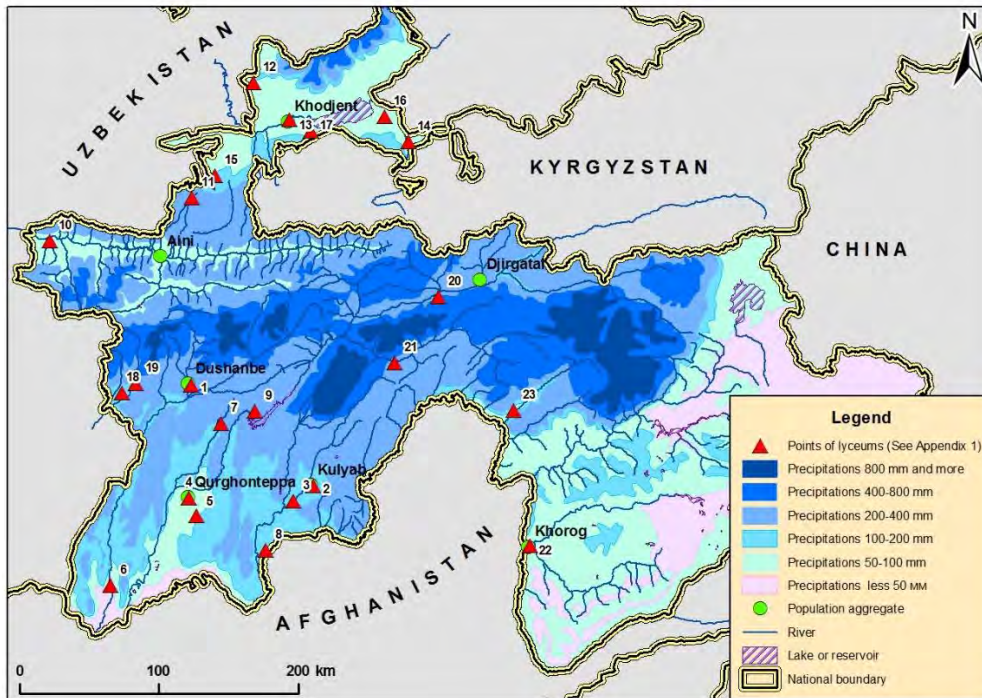 N
UZBEKISTAN
12
Khodjent
16
13
17
14
15
11
KYRGYZSTAN
CHINA
10
Aini
Djirgatal
20
21
Dushanbe
18
19
1
9
7
23
Kulyab
4
Qurghonteppa
3
2
5
8
Khorog
22
6
AFGHANISTAN
0 100 200 km
Legend
Points of lyceums (See Appendix 1)
Precipitations 800 mm and more
Precipitations 400-800 mm
Precipitations 200-400 mm
Precipitations 100-200 mm
Precipitations 50-100 mm
Precipitations less 50 мм
Population aggregate
River
Lake or reservoir
National boundary